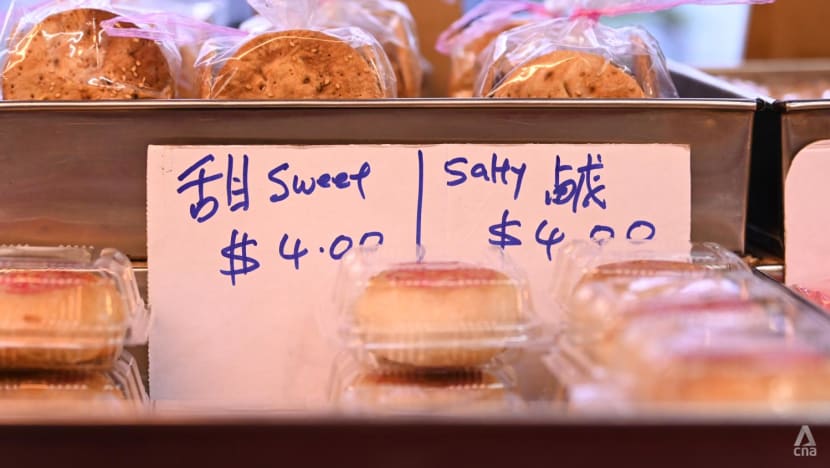 甜 Sweet | Salty 鹹
$4.00 $4.00
cna